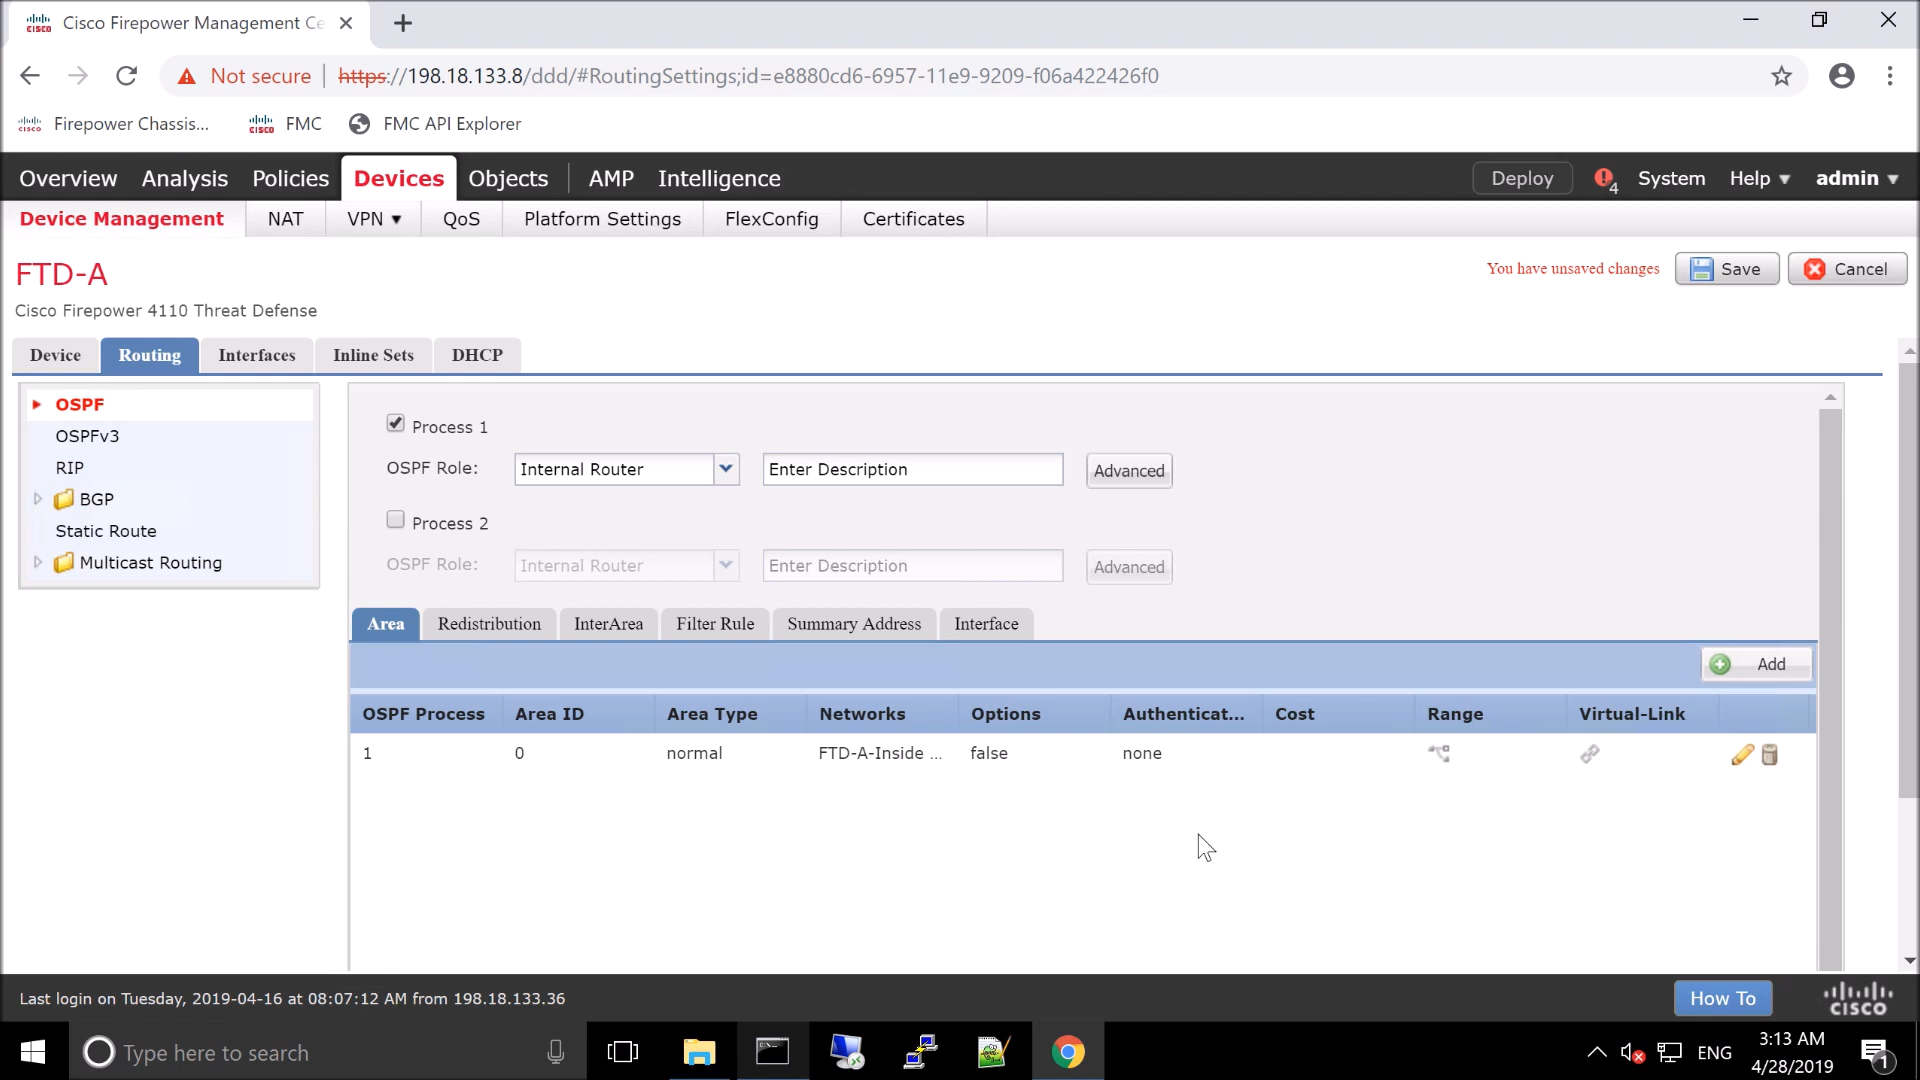 Cisco Firepower Management Ce
Not secure https://198.18.133.8/ddd/#RoutingSettings;id=e8880cd6-6957-11e9-9209-f06a422426f0
Firepower Chassis... FMC FMC API Explorer
Overview Analysis Policies Devices Objects AMP Intelligence Deploy 4 System Help admin
Device Management NAT VPN QoS Platform Settings FlexConfig Certificates
FTD-A
You have unsaved changes Save Cancel
Cisco Firepower 4110 Threat Defense
Device Routing Interfaces Inline Sets DHCP
OSPF
OSPFv3
RIP
BGP
Static Route
Multicast Routing
Process 1
OSPF Role: Internal Router Enter Description Advanced
Process 2
OSPF Role: Internal Router Enter Description Advanced
Area Redistribution InterArea Filter Rule Summary Address Interface
Add
OSPF Process Area ID Area Type Networks Options Authenticat... Cost Range Virtual-Link
1 0 normal FTD-A-Inside ... false none
Last login on Tuesday, 2019-04-16 at 08:07:12 AM from 198.18.133.36 How To CISCO
Type here to search
ENG
3:13 AM
4/28/2019
1